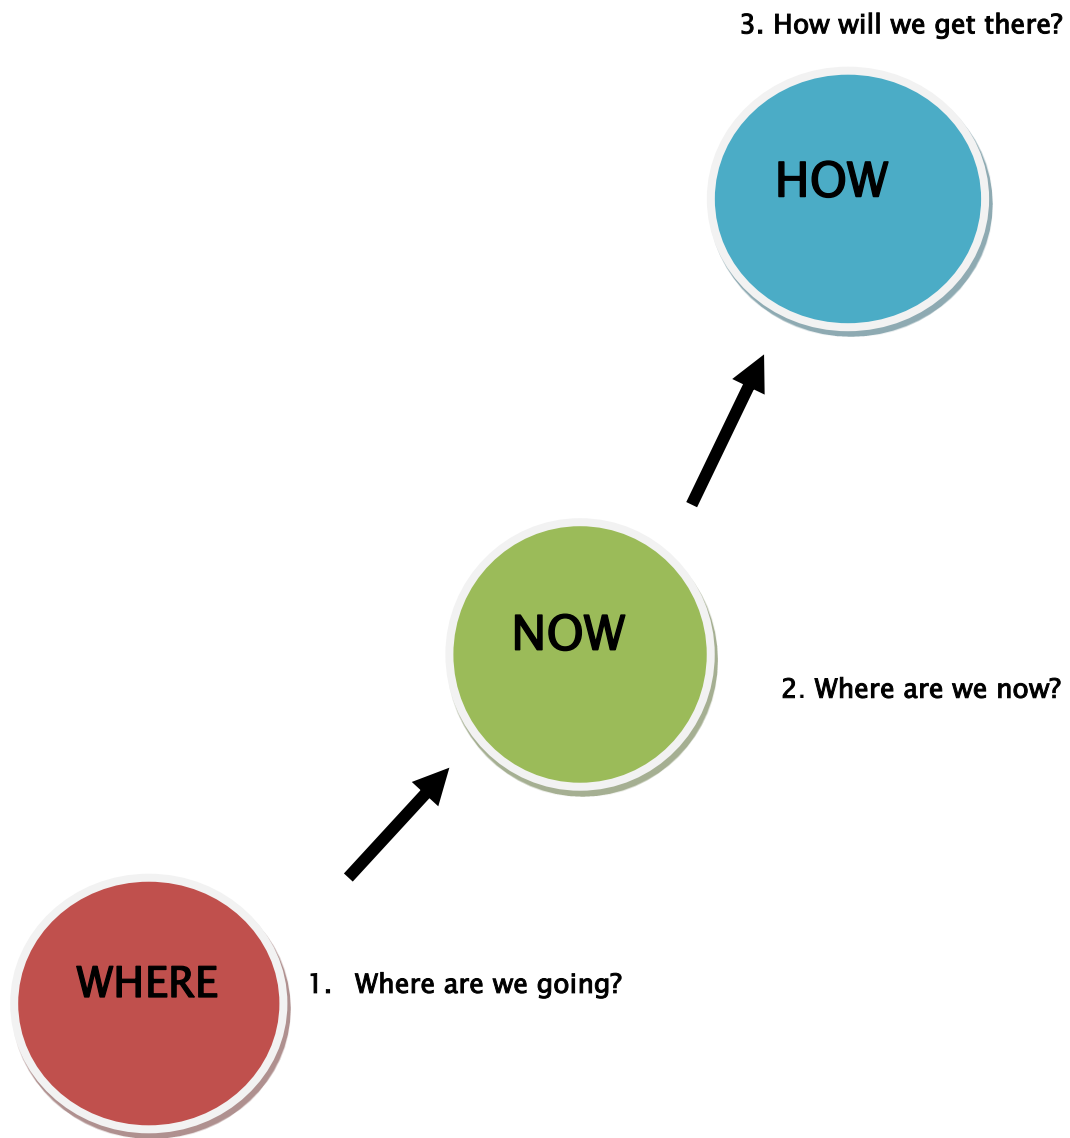 3. How will we get there?
HOW
NOW
2. Where are we now?
WHERE
1. Where are we going?